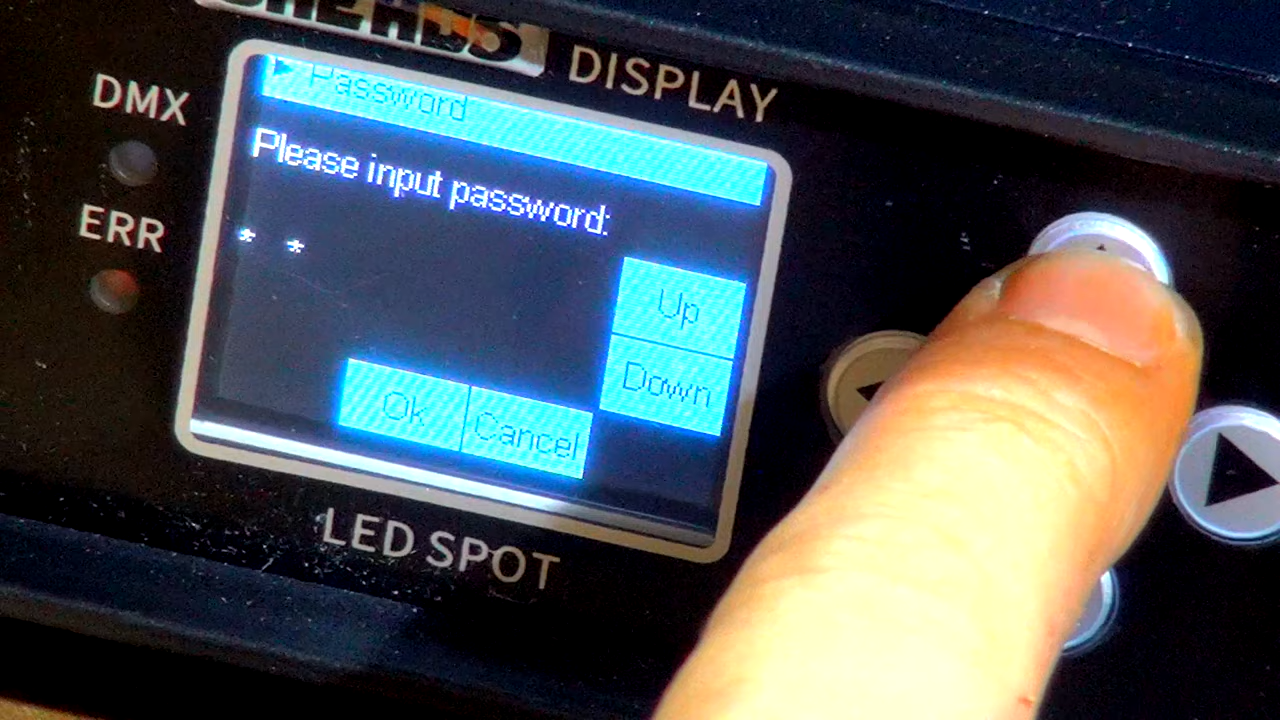 DISPLAY
DMX
ERR
Password
Please input password:
* *
Up
Down
Ok Cancel
LED SPOT